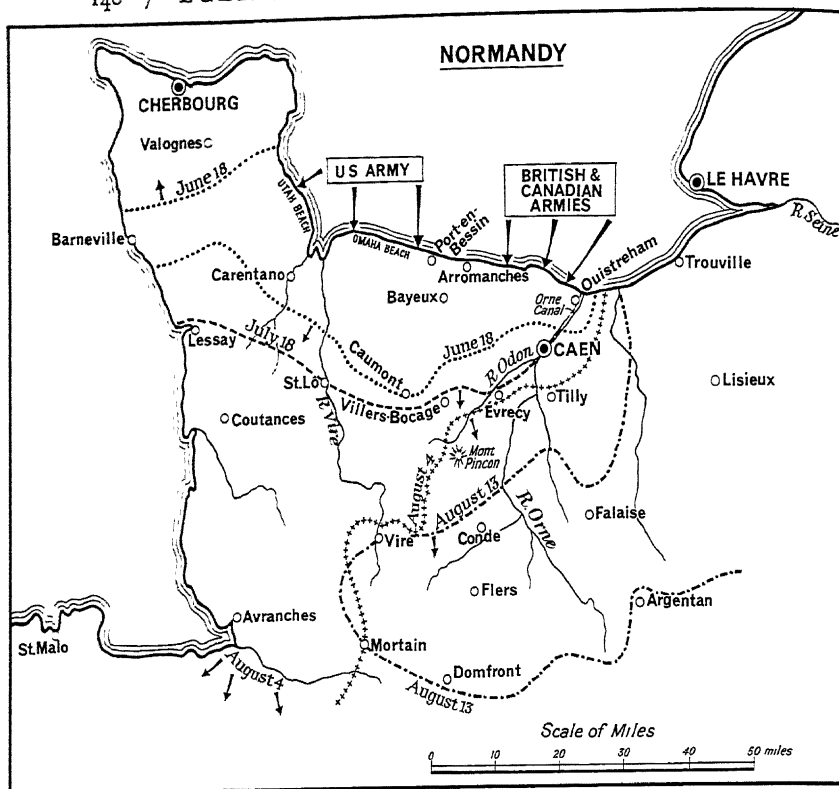 148 /
NORMANDY
CHERBOURG
Valognes
June 18
UTAH BEACH
US ARMY
BRITISH &
CANADIAN
ARMIES
LE HAVRE
R Seine
Barneville
OMAHA BEACH
Port-en-
Bessin
Arromanches
Ouistreham
Trouville
Carentano
Bayeux
Orne
Canal
July 18
Lessay
Caumont
June 18
R Odon
CAEN
St. Lô
Villers-Bocage
Evrecy
Tilly
Lisieux
Coutances
R Vire
Mont
Pincon
August 4
August 13
Vire
Conde
R. Orne
Falaise
Flers
Avranches
Argentan
St. Malo
Mortain
August 4
Domfront
August 13
Scale of Miles
0 10 20 30 40 50 miles